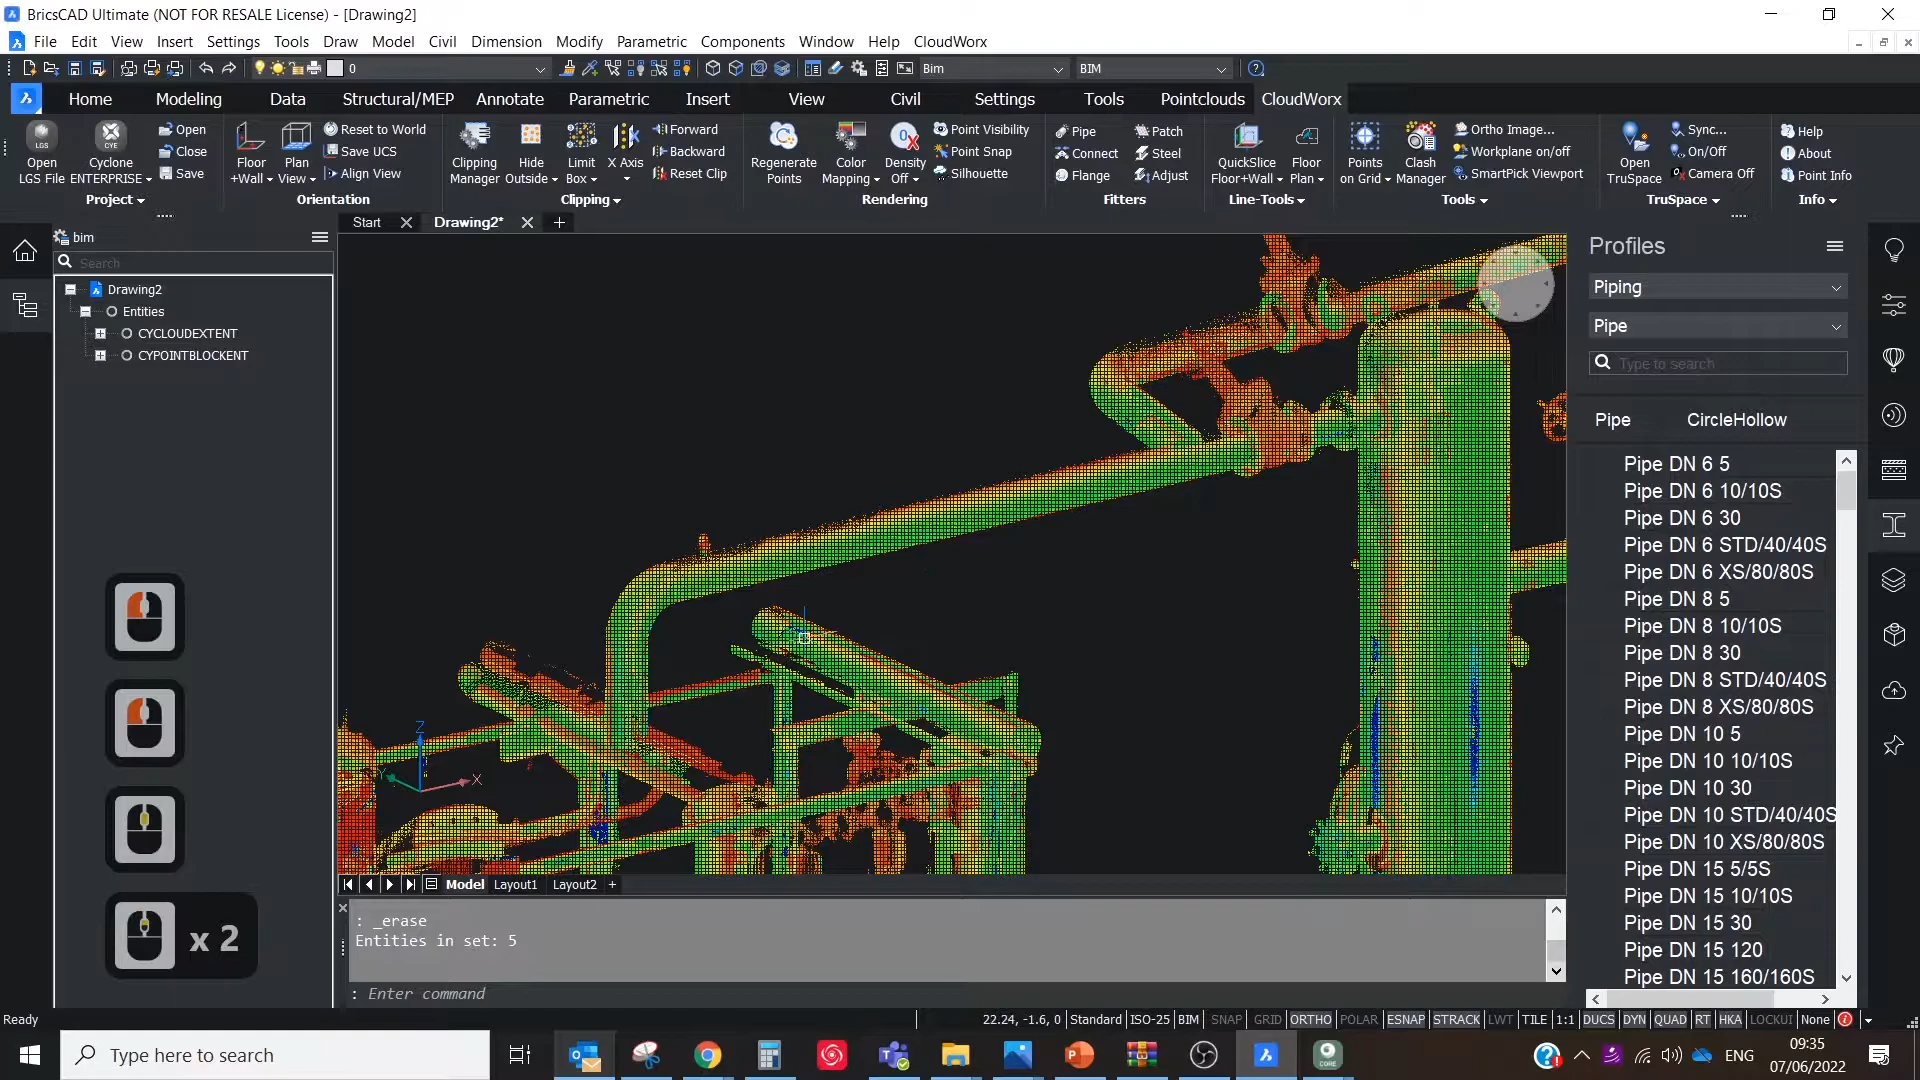 BricsCAD Ultimate (NOT FOR RESALE License) - [Drawing2]
File Edit View Insert Settings Tools Draw Model Civil Dimension Modify Parametric Components Window Help CloudWorx
0 Bim BIM
Home Modeling Data Structural/MEP Annotate Parametric Insert View Civil Settings Tools Pointclouds CloudWorx
LGS
Open
LGS File
CYE
Cyclone
ENTERPRISE
Open
Close
Save
Project
Floor
+Wall
Plan
View
Reset to World
Save UCS
Align View
Orientation
Clipping
Manager
Hide
Outside
Limit
Box
X Axis
Forward
Backward
Reset Clip
Clipping
Regenerate
Points
Color
Mapping
Density
Off
Point Visibility
Point Snap
Silhouette
Rendering
Pipe
Connect
Flange
Patch
Steel
Adjust
Fitters
QuickSlice
Floor+Wall
Floor
Plan
Line-Tools
Points
on Grid
Clash
Manager
Ortho Image...
Workplane on/off
SmartPick Viewport
Tools
Open
TruSpace
Sync...
On/Off
Camera Off
TruSpace
Help
About
Point Info
Info
Start Drawing2*
bim
Search
Drawing2
Entities
CYCLOUDEXTENT
CYPOINTBLOCKENT
x 2
Z
Y
X
Model Layout1 Layout2 +
: _erase
Entities in set: 5
: Enter command
Profiles
Piping
Pipe
Type to search
Pipe CircleHollow
Pipe DN 6 5
Pipe DN 6 10/10S
Pipe DN 6 30
Pipe DN 6 STD/40/40S
Pipe DN 6 XS/80/80S
Pipe DN 8 5
Pipe DN 8 10/10S
Pipe DN 8 30
Pipe DN 8 STD/40/40S
Pipe DN 8 XS/80/80S
Pipe DN 10 5
Pipe DN 10 10/10S
Pipe DN 10 30
Pipe DN 10 STD/40/40S
Pipe DN 10 XS/80/80S
Pipe DN 15 5/5S
Pipe DN 15 10/10S
Pipe DN 15 30
Pipe DN 15 120
Pipe DN 15 160/160S
Ready 22.24, -1.6, 0 Standard ISO-25 BIM SNAP GRID ORTHO POLAR ESNAP STRACK LWT TILE 1:1 DUCS DYN QUAD RT HKA LOCKUI None
Type here to search
CORE
ENG
09:35
07/06/2022